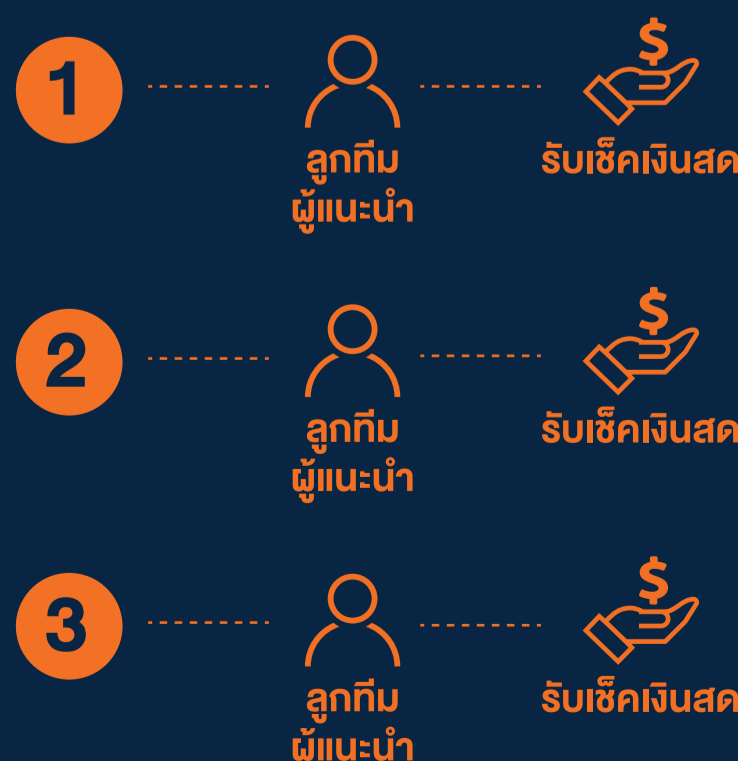 1
ลูกทีม
ผู้แนะนำ
รับเช็คเงินสด
2
ลูกทีม
ผู้แนะนำ
รับเช็คเงินสด
3
ลูกทีม
ผู้แนะนำ
รับเช็คเงินสด